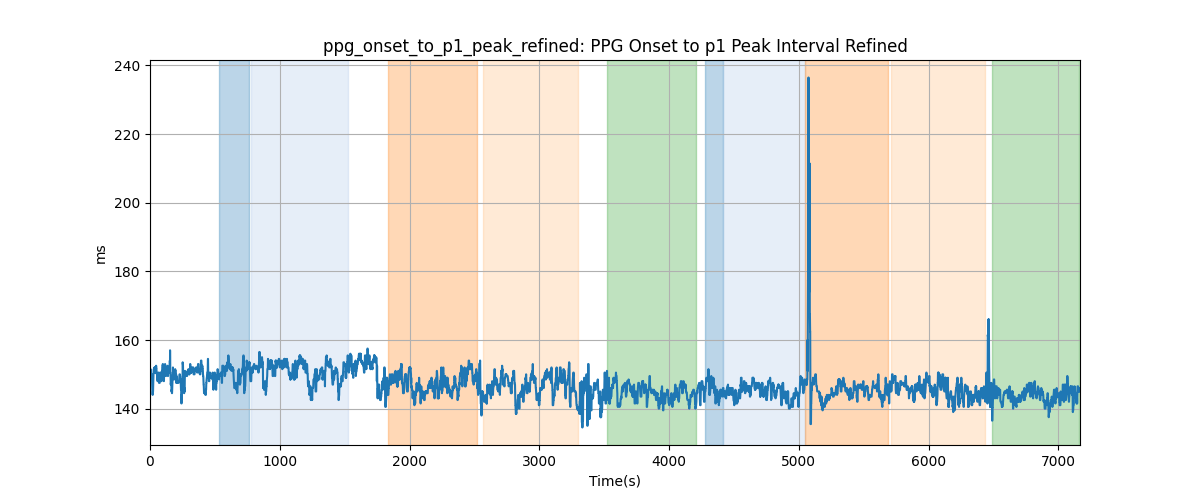 ppg_onset_to_p1_peak_refined: PPG Onset to p1 Peak Interval Refined
240
220
200
180
160
140
ms
0 1000 2000 3000 4000 5000 6000 7000
Time(s)